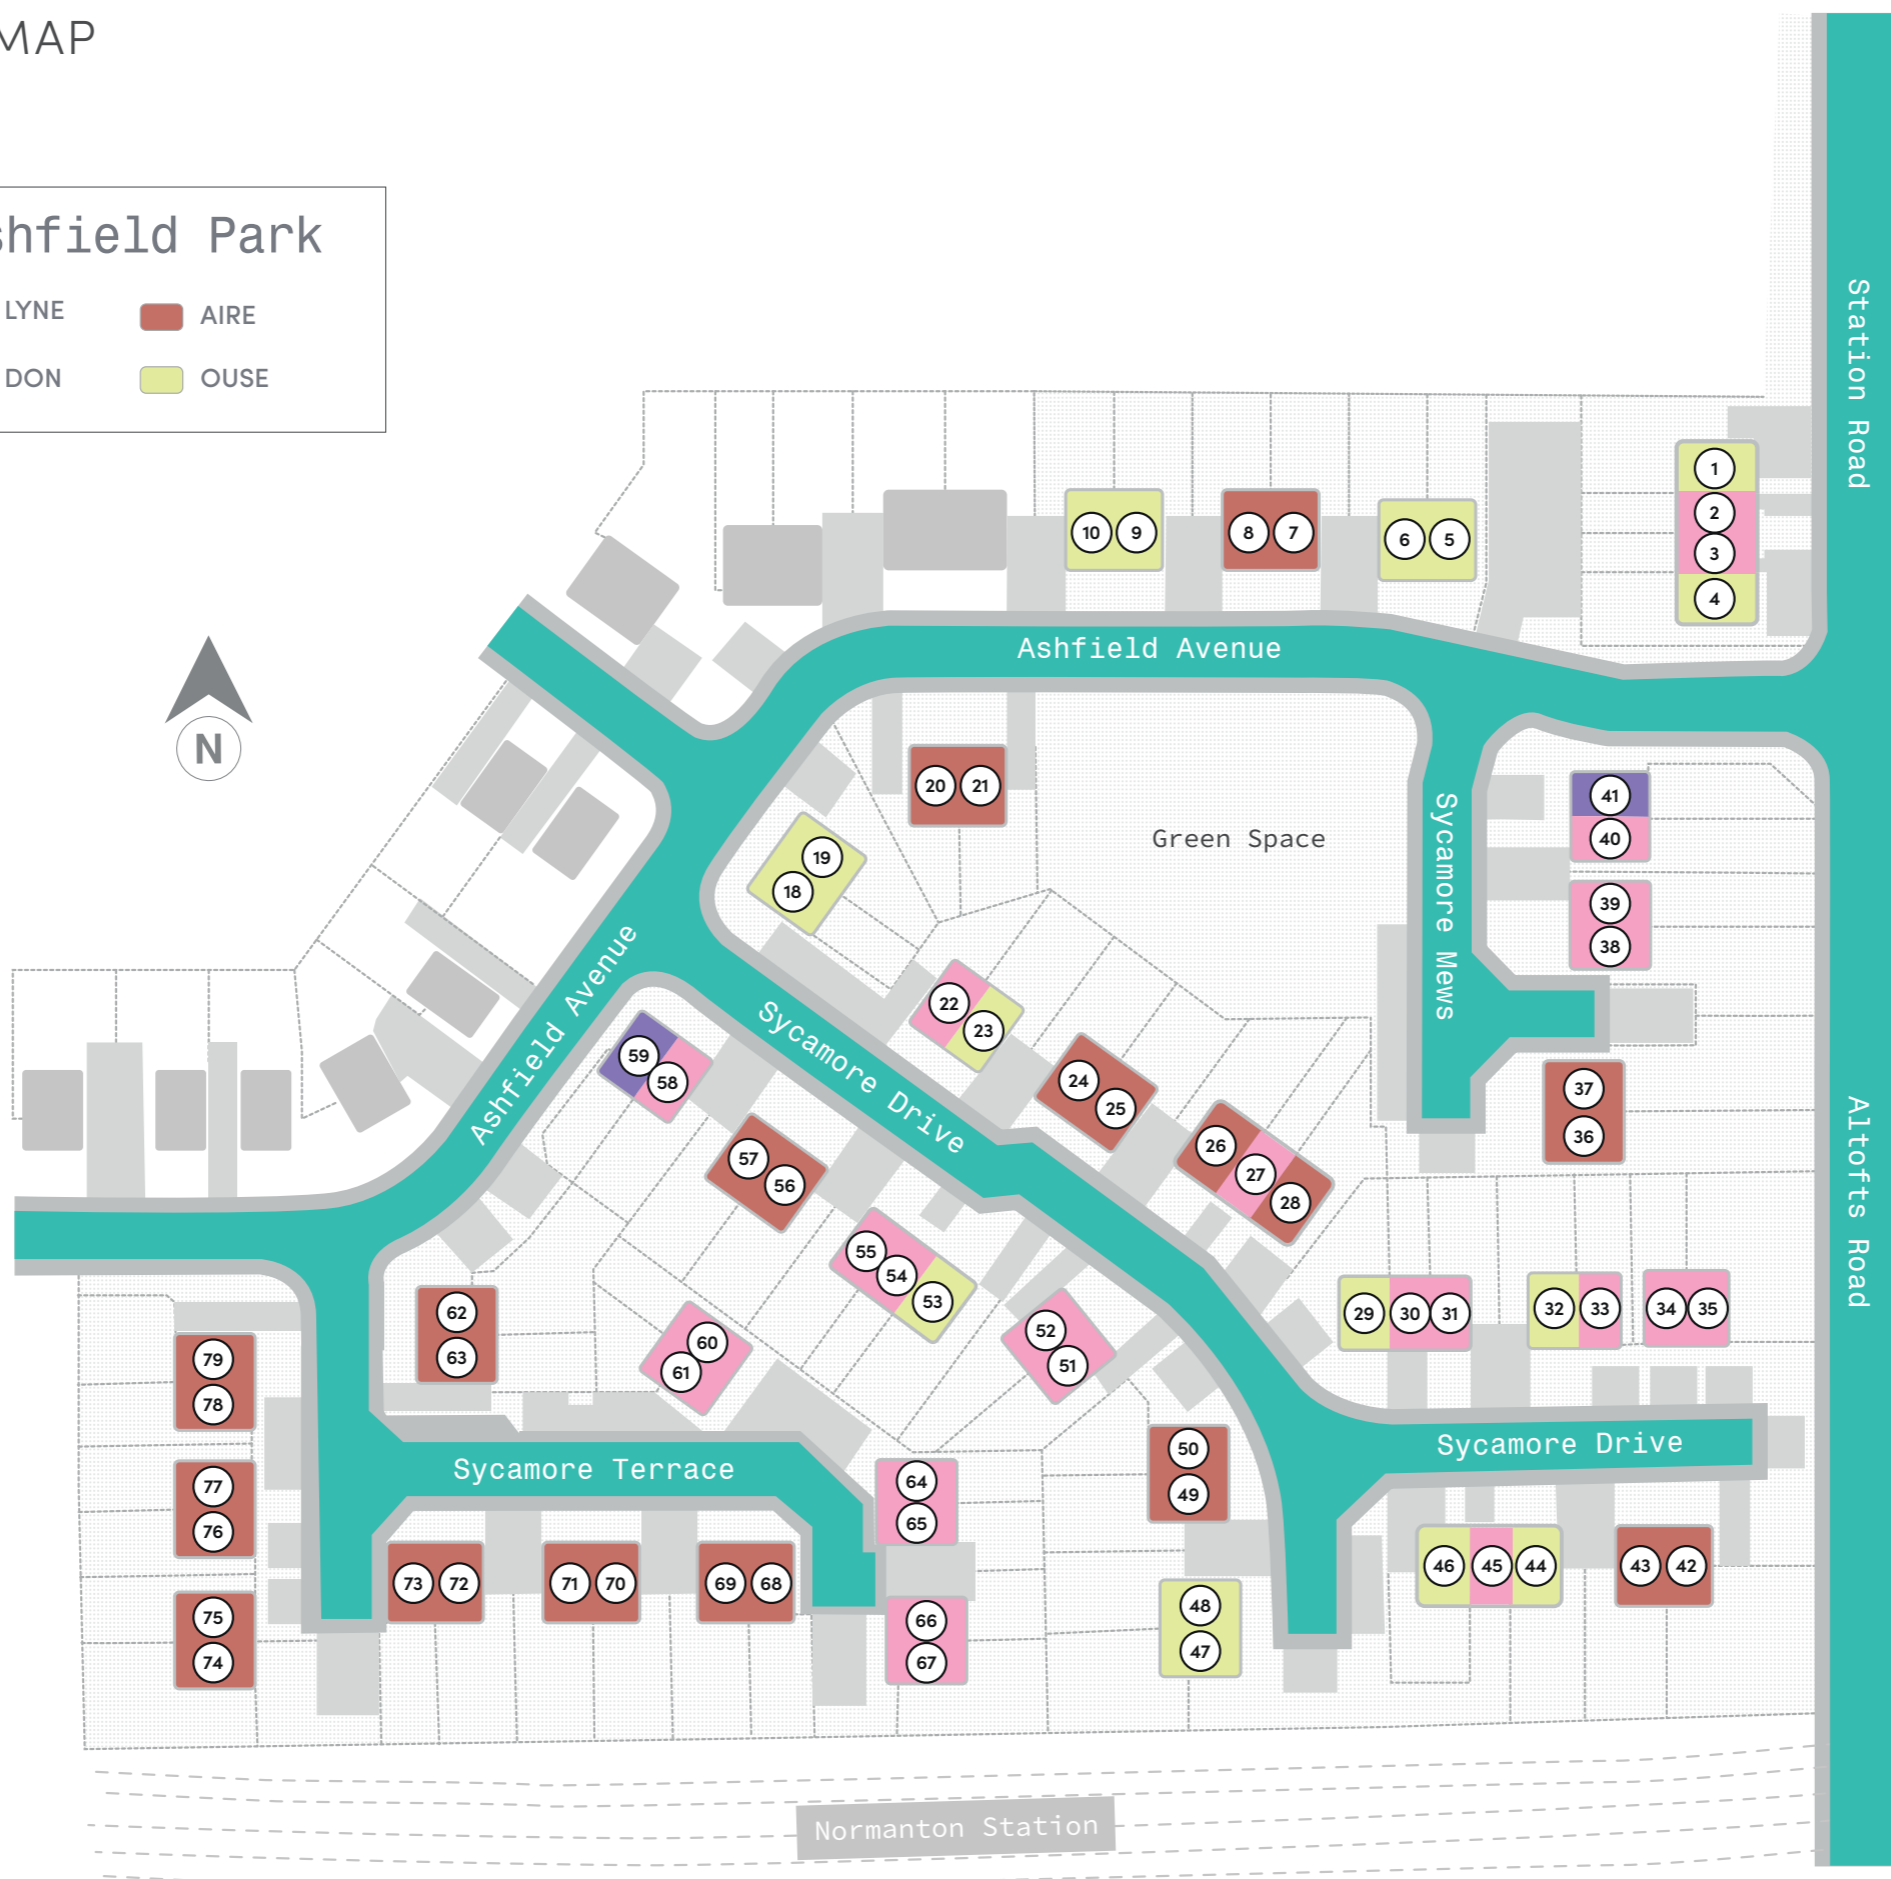 MAP
shfield Park
LYNE
AIRE
DON
OUSE
N
Station Road
1
2
3
4
10 9
8 7
6 5
Ashfield Avenue
20 21
Green Space
Sycamore Mews
41
40
39
38
37
36
19
18
22
23
24
25
26
27
28
Ashfield Avenue
Sycamore Drive
59
58
57
56
55
54
53
52
51
60
61
62
63
79
78
77
76
75
74
29 30 31
32 33
34 35
Altofts Road
Sycamore Terrace
Sycamore Drive
64
65
66
67
50
49
48
47
73 72
71 70
69 68
46 45 44
43 42
Normanton Station